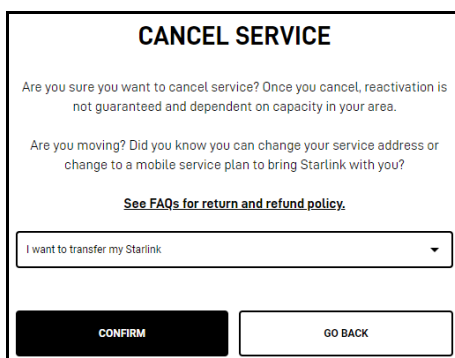 CANCEL SERVICE
Are you sure you want to cancel service? Once you cancel, reactivation is
not guaranteed and dependent on capacity in your area.
Are you moving? Did you know you can change your service address or
change to a mobile service plan to bring Starlink with you?
See FAQs for return and refund policy.
I want to transfer my Starlink
CONFIRM
GO BACK